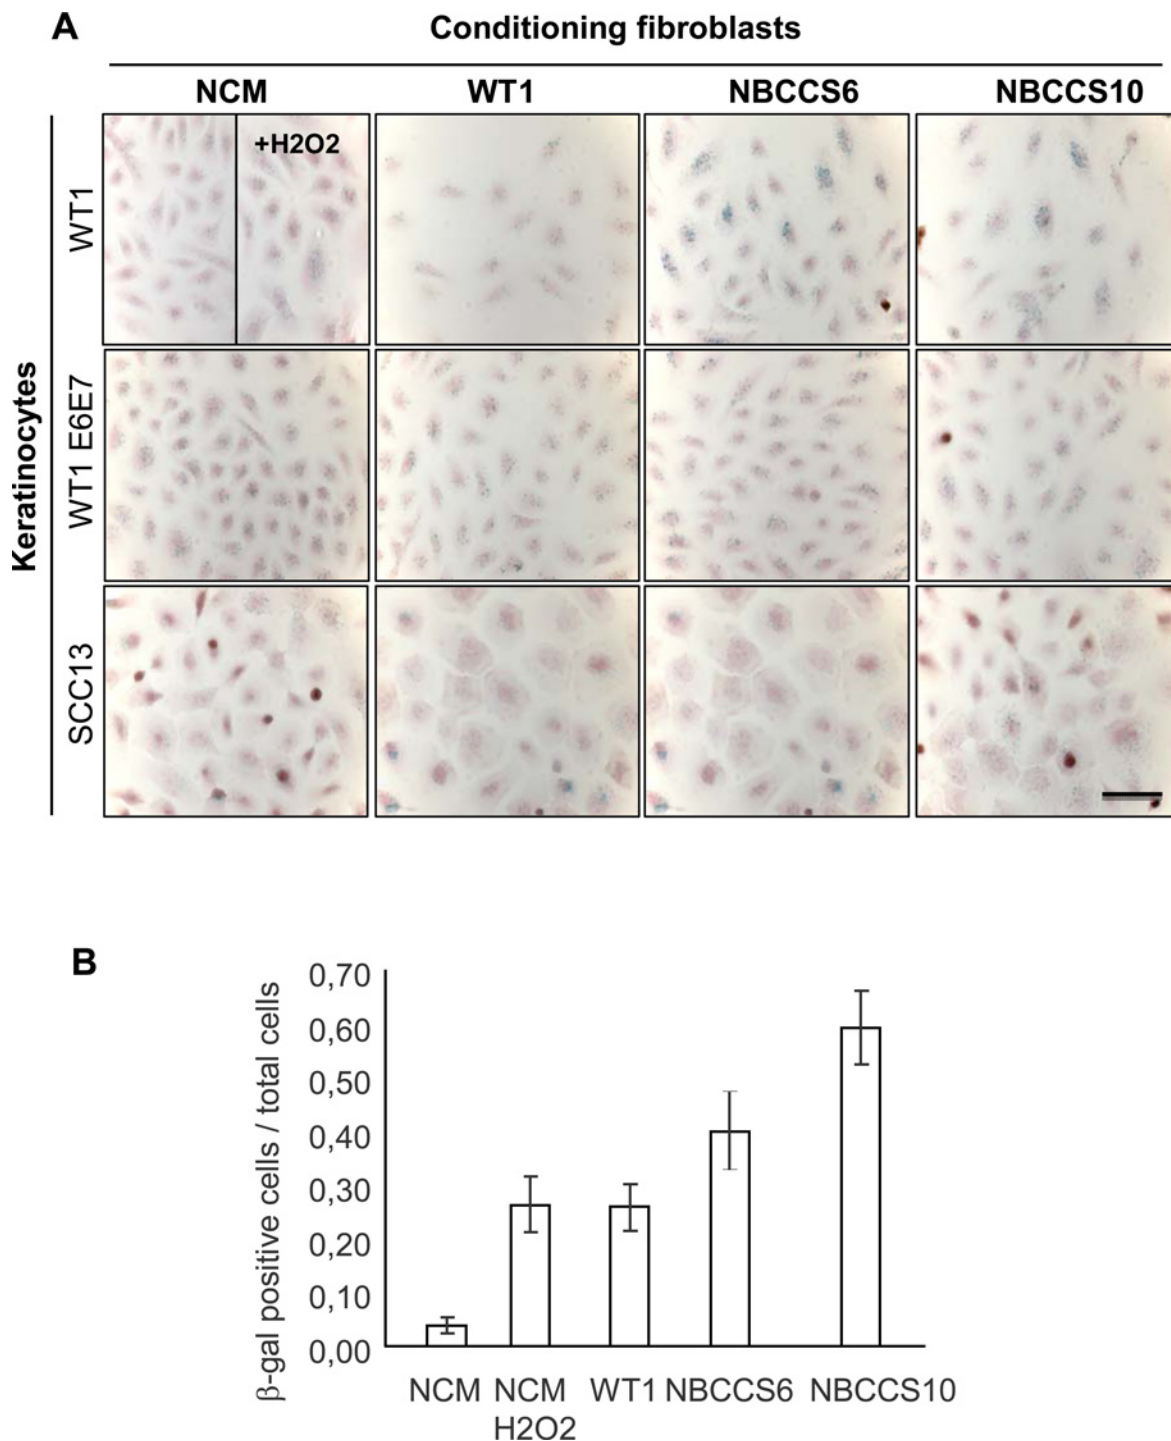 A
Conditioning fibroblasts
NCM WT1 NBCCS6 NBCCS10
+H2O2
Keratinocytes
WT1
WT1 E6E7
SCC13
B
β-gal positive cells / total cells
0,70
0,60
0,50
0,40
0,30
0,20
0,10
0,00
NCM NCM WT1 NBCCS6 NBCCS10
H2O2